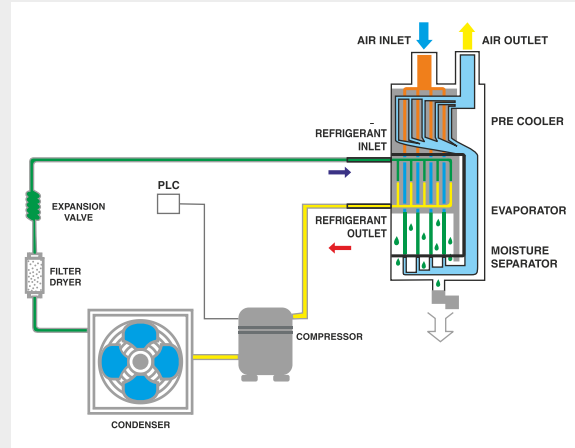 AIR INLET
AIR OUTLET
PRE COOLER
REFRIGERANT
INLET
PLC
EXPANSION
VALVE
EVAPORATOR
REFRIGERANT
OUTLET
MOISTURE
SEPARATOR
FILTER
DRYER
COMPRESSOR
CONDENSER